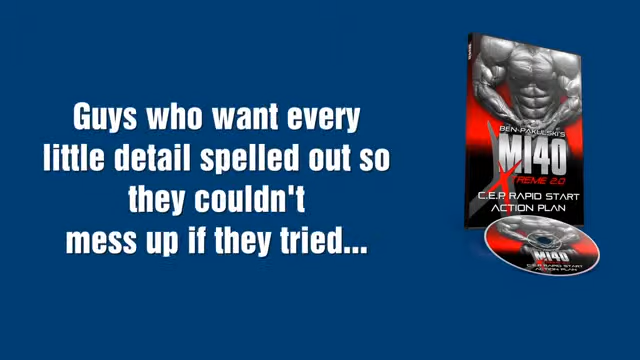 Guys who want every
little detail spelled out so
they couldn't
mess up if they tried...
BEN PAKULSKI'S
MI40
XTREME 2.0
C.E.P. RAPID START
ACTION PLAN
MI40
C.E.P. RAPID START
ACTION PLAN